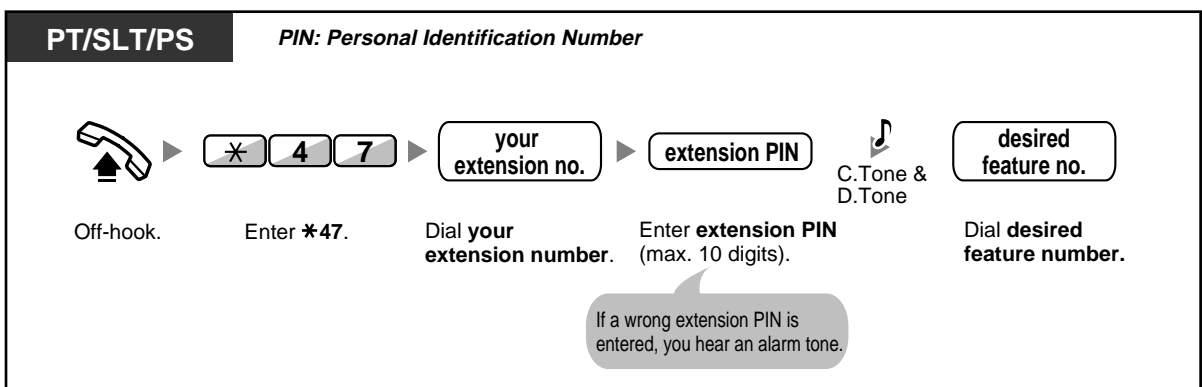 PT/SLT/PS
PIN: Personal Identification Number
* 4 7
your
extension no.
extension PIN
C.Tone &
D.Tone
desired
feature no.
Off-hook.
Enter *47.
Dial your
extension number.
Enter extension PIN
(max. 10 digits).
Dial desired
feature number.
If a wrong extension PIN is
entered, you hear an alarm tone.